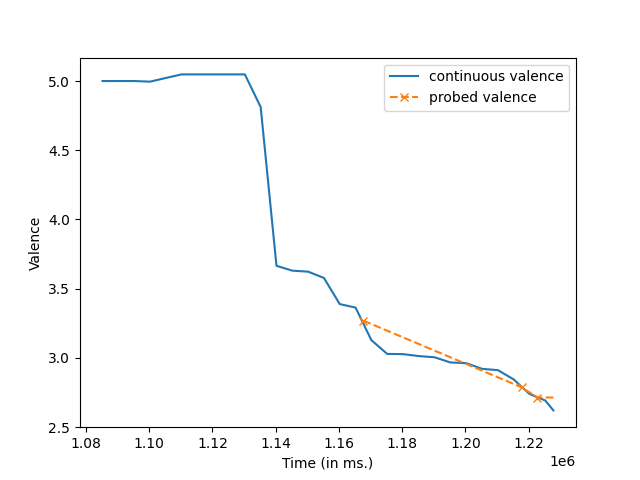 continuous valence
probed valence
5.0
4.5
4.0
3.5
3.0
2.5
Valence
1.08 1.10 1.12 1.14 1.16 1.18 1.20 1.22
1e6
Time (in ms.)